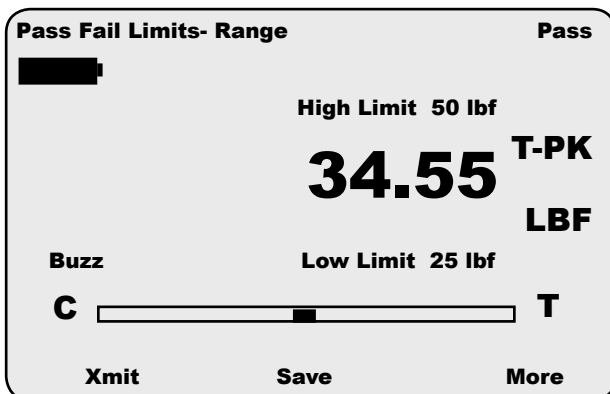 Pass Fail Limits- Range Pass
High Limit 50 lbf
34.55 T-PK
LBF
Buzz Low Limit 25 lbf
C T
Xmit Save More